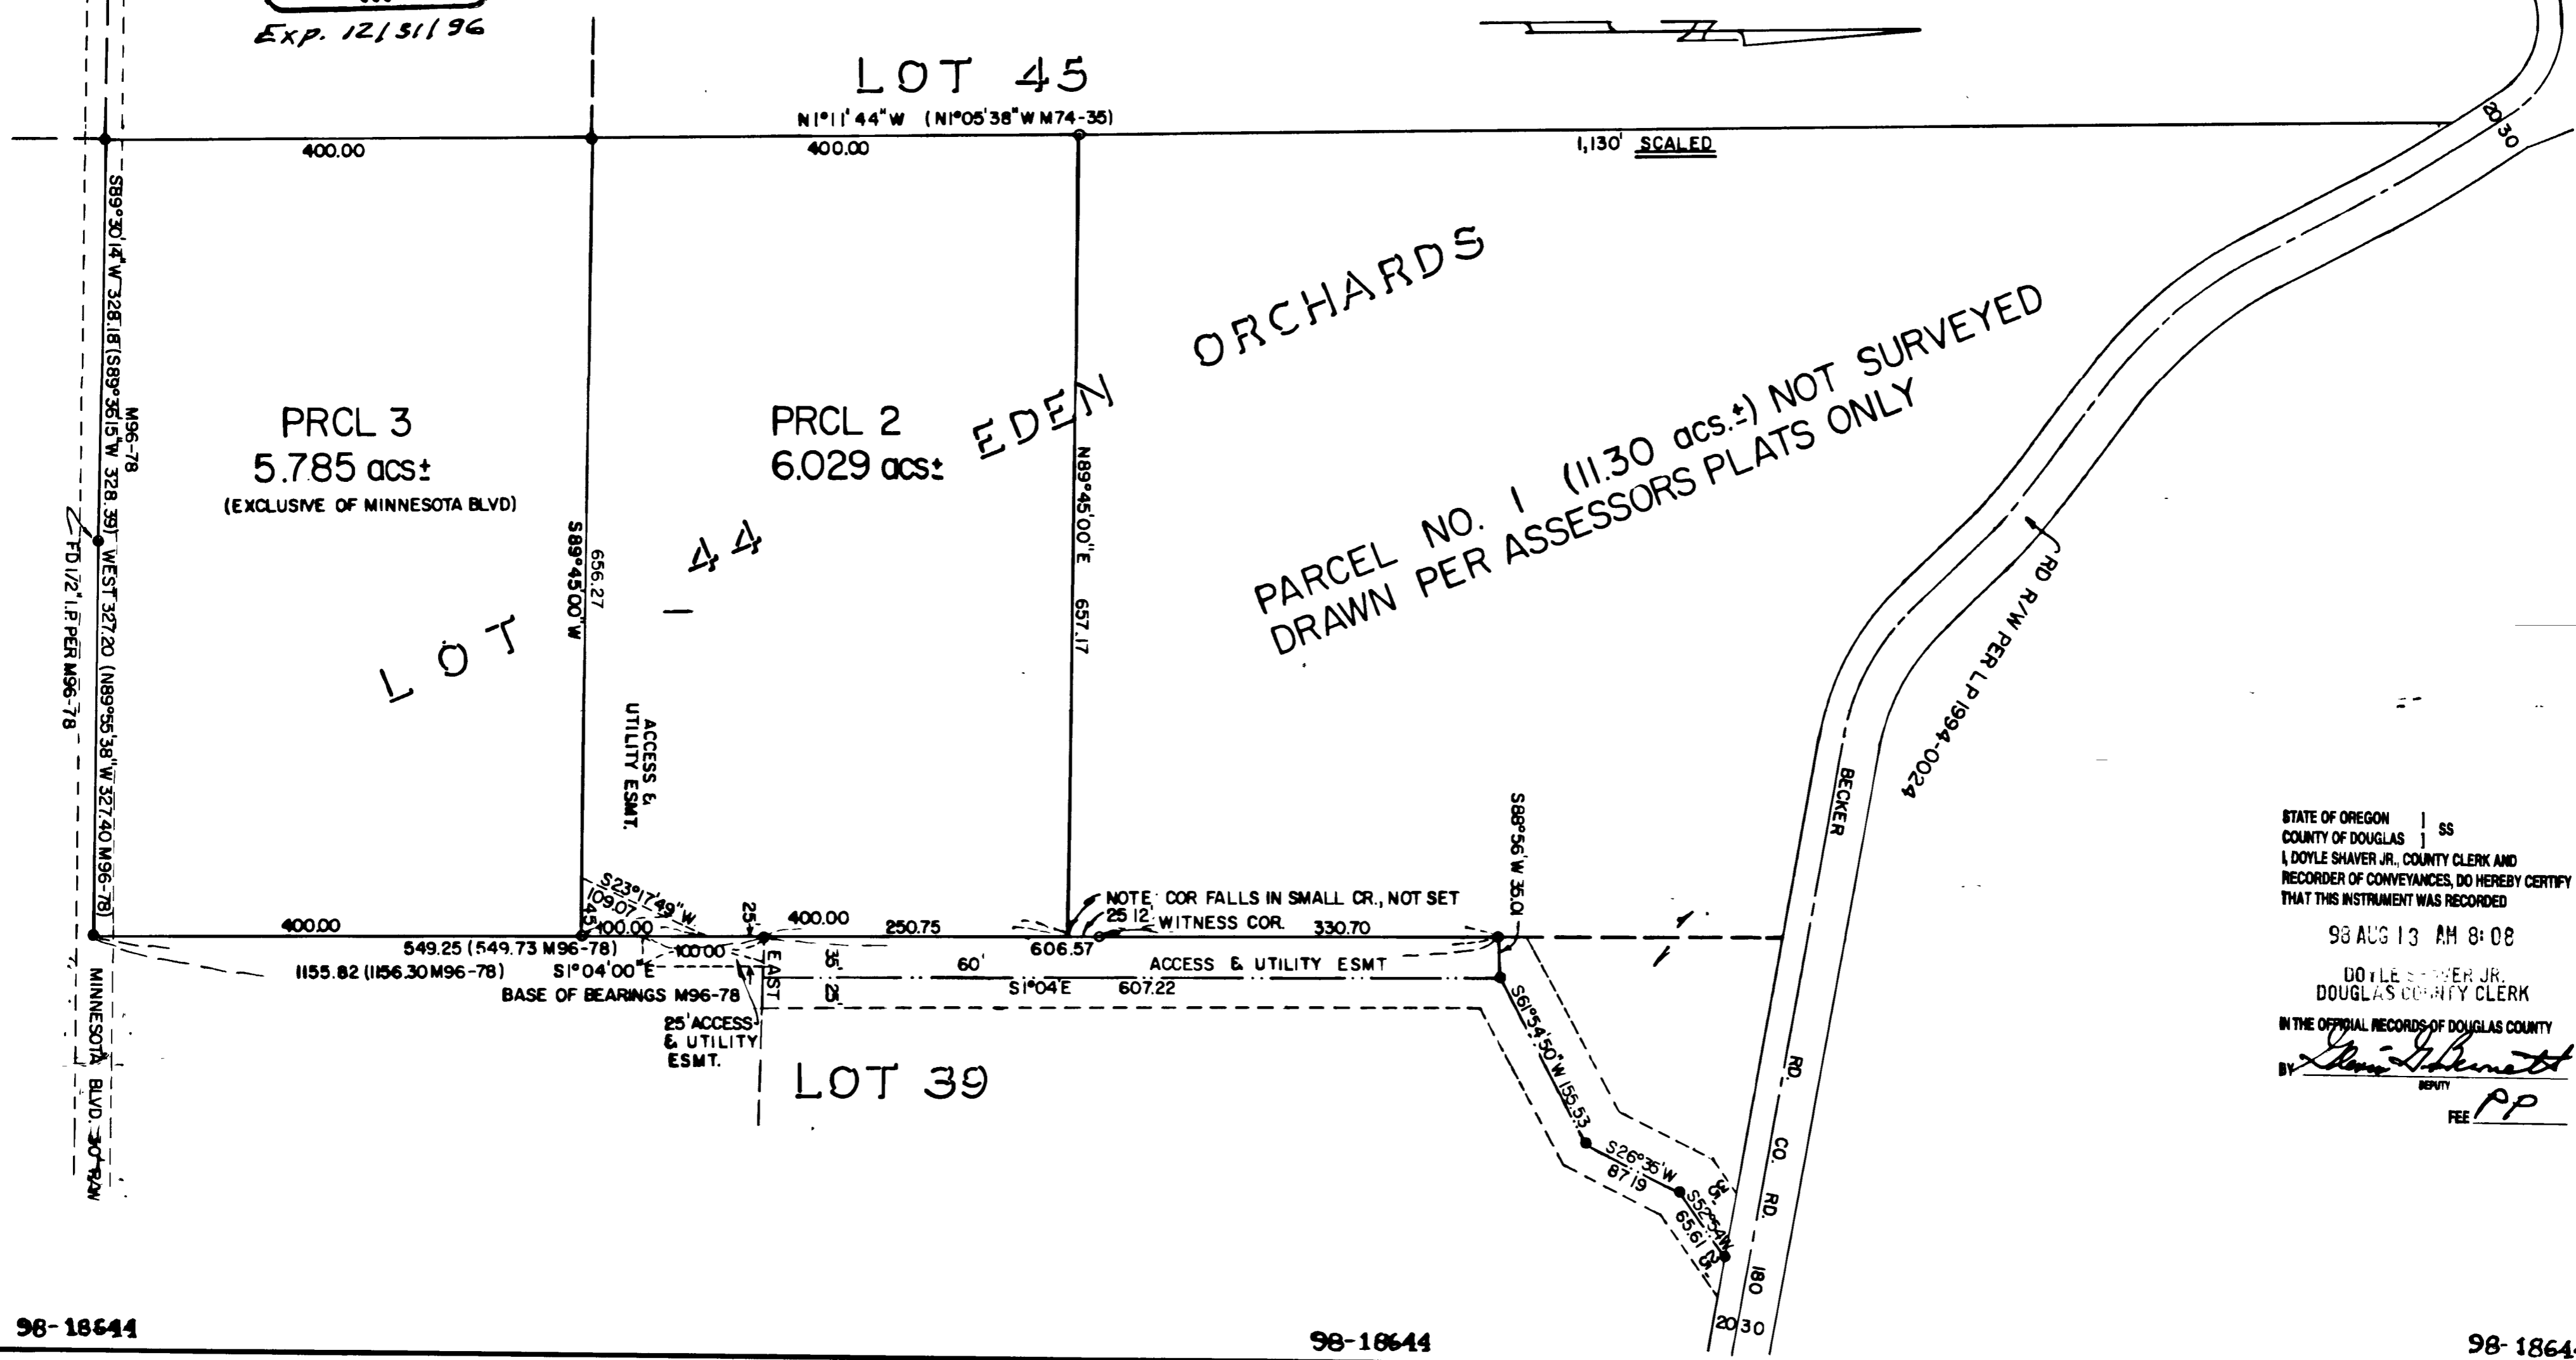 Exp. 12/31/96
LOT 45
N1°11'44"W (N1°05'38"W M74-35)
400.00
400.00
1,130' SCALED
20 30
S89°30'14"W 328.18 (S89°36'15"W 328.39)
M96-78
WEST 327.20 (N89°55'38"W 327.40 M96-78)
FD 1/2" I.P. PER M96-78
PRCL 3
5.785 acs±
(EXCLUSIVE OF MINNESOTA BLVD)
PRCL 2
6.029 acs±
EDEN ORCHARDS
LOT - 44
S89°45'00"W
656.27
N89°45'00"E 657.17
PARCEL NO. 1 (11.30 acs.±) NOT SURVEYED
DRAWN PER ASSESSORS PLATS ONLY
RD R/W PER LP 1994-0024
ACCESS &
UTILITY ESMT.
S23°17'49"W
109.07
45'
25'
NOTE: COR FALLS IN SMALL CR., NOT SET
25.12' WITNESS COR.
S88°56'W 35.01
400.00
100.00
400.00
250.75
330.70
549.25 (549.73 M96-78)
100.00
606.57
1155.82 (1156.30 M96-78)
S1°04'00"E
BASE OF BEARINGS M96-78
EAST
35'
25'
60'
ACCESS & UTILITY ESMT
S1°04'E 607.22
25' ACCESS
& UTILITY
ESMT.
LOT 39
MINNESOTA BLVD. 30' R/W
S61°54'50"W 155.53
S26°35'W
87.19
S52°54'W
65.61
35'
25'
BECKER RD. CO. RD. 180
20 30
STATE OF OREGON ] SS
COUNTY OF DOUGLAS ]
I, DOYLE SHAVER JR., COUNTY CLERK AND
RECORDER OF CONVEYANCES, DO HEREBY CERTIFY
THAT THIS INSTRUMENT WAS RECORDED
98 AUG 13 AM 8:08
DOYLE SHAVER JR.
DOUGLAS COUNTY CLERK
IN THE OFFICIAL RECORDS OF DOUGLAS COUNTY
BY
DEPUTY
FEE PP
98-18644
98-18644
98-1864